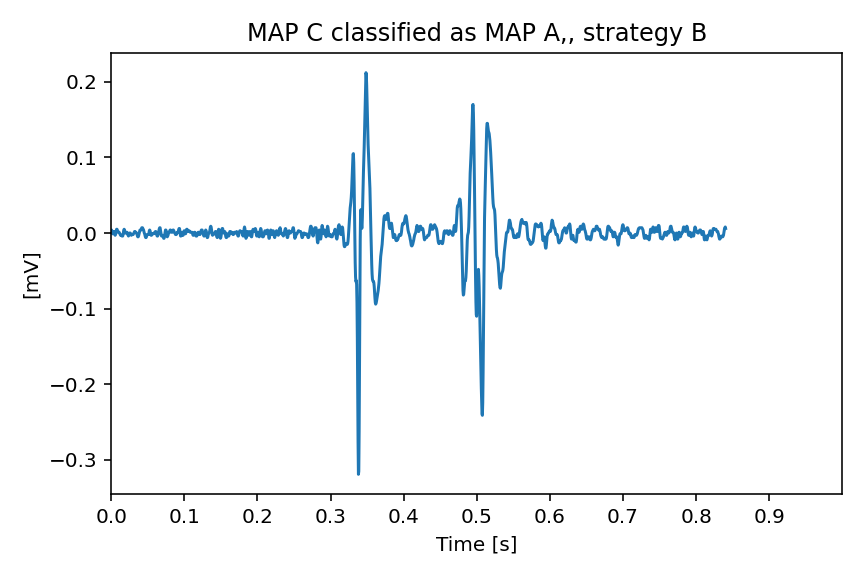 MAP C classified as MAP A,, strategy B
0.2
0.1
0.0
−0.1
−0.2
−0.3
[mV]
0.0 0.1 0.2 0.3 0.4 0.5 0.6 0.7 0.8 0.9
Time [s]